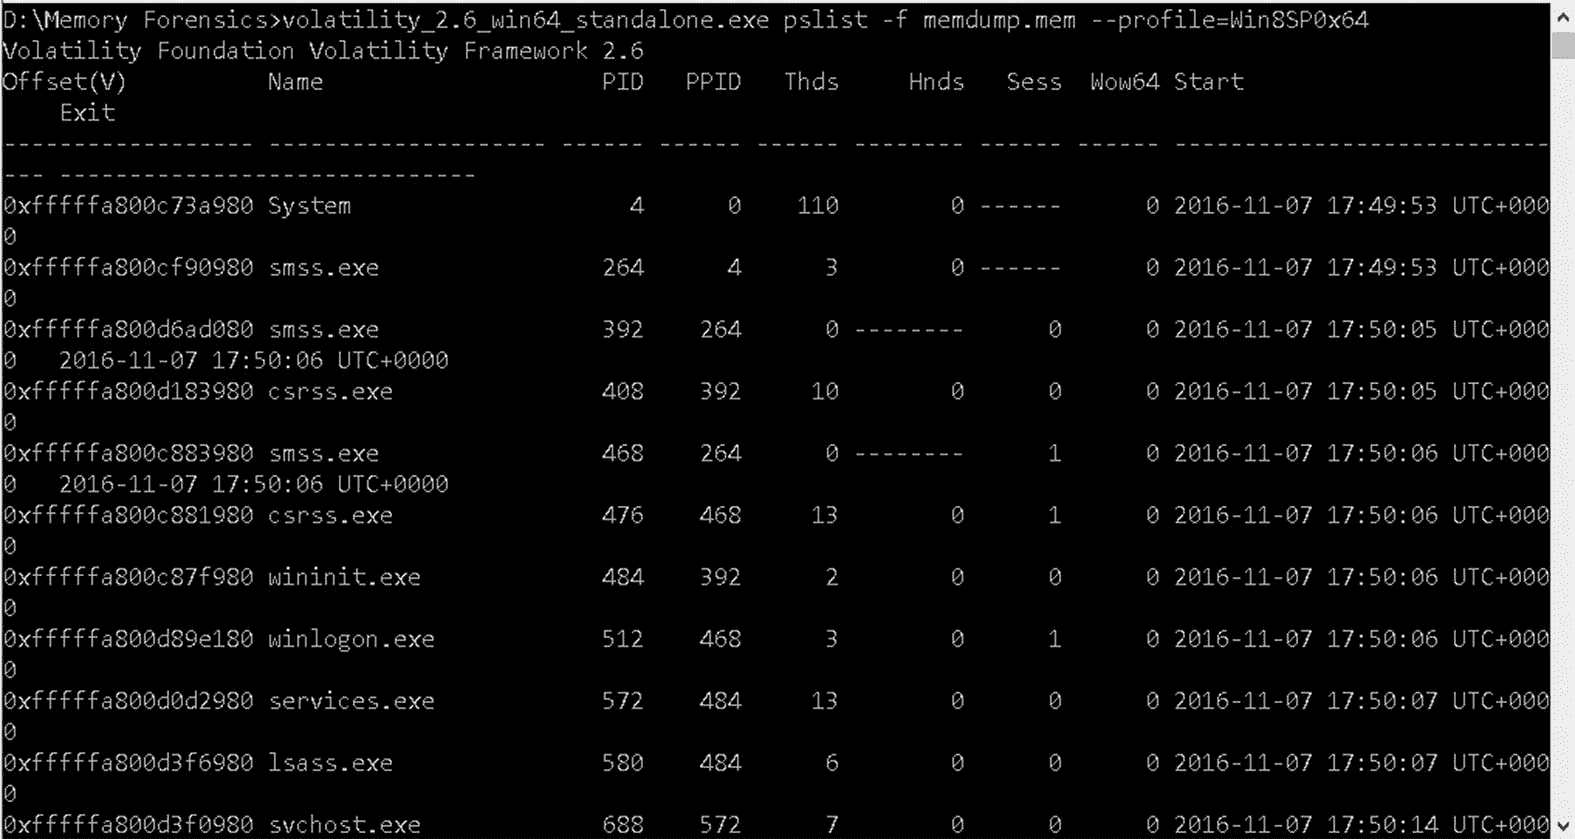 D:\Memory Forensics>volatility_2.6_win64_standalone.exe pslist -f memdump.mem --profile=Win8SP0x64
Volatility Foundation Volatility Framework 2.6
Offset(V)          Name                    PID   PPID   Thds     Hnds   Sess  Wow64 Start
    Exit
------------------ -------------------- ------ ------ ------ -------- ------ ------ ---------------------------
--- ------------------------------
0xfffffa800c73a980 System                    4      0    110        0 ------      0 2016-11-07 17:49:53 UTC+000
0
0xfffffa800cf90980 smss.exe                264      4      3        0 ------      0 2016-11-07 17:49:53 UTC+000
0
0xfffffa800d6ad080 smss.exe                392    264      0 --------      0      0 2016-11-07 17:50:05 UTC+000
0   2016-11-07 17:50:06 UTC+0000
0xfffffa800d183980 csrss.exe               408    392     10        0      0      0 2016-11-07 17:50:05 UTC+000
0
0xfffffa800c883980 smss.exe                468    264      0 --------      1      0 2016-11-07 17:50:06 UTC+000
0   2016-11-07 17:50:06 UTC+0000
0xfffffa800c881980 csrss.exe               476    468     13        0      1      0 2016-11-07 17:50:06 UTC+000
0
0xfffffa800c87f980 wininit.exe             484    392      2        0      0      0 2016-11-07 17:50:06 UTC+000
0
0xfffffa800d89e180 winlogon.exe            512    468      3        0      1      0 2016-11-07 17:50:06 UTC+000
0
0xfffffa800d0d2980 services.exe            572    484     13        0      0      0 2016-11-07 17:50:07 UTC+000
0
0xfffffa800d3f6980 lsass.exe               580    484      6        0      0      0 2016-11-07 17:50:07 UTC+000
0
0xfffffa800d3f0980 svchost.exe             688    572      7        0      0      0 2016-11-07 17:50:14 UTC+000